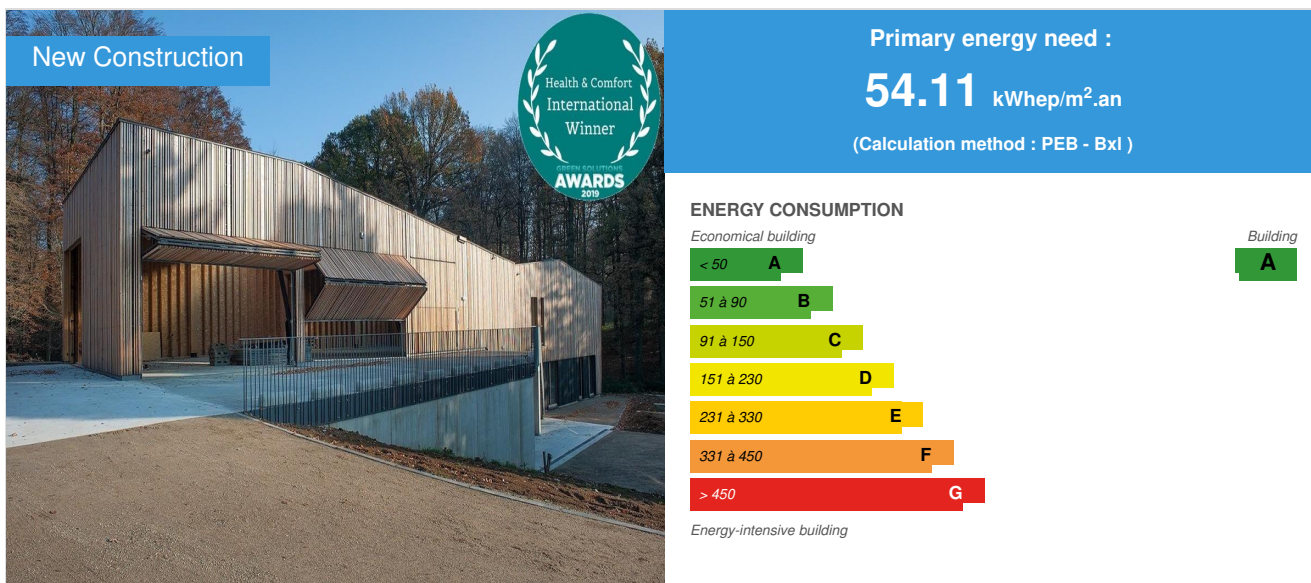 New Construction
Health & Comfort
International
Winner
GREEN SOLUTIONS
AWARDS
2019
Primary energy need :
54.11 kWhep/m².an
(Calculation method : PEB - Bxl )
ENERGY CONSUMPTION
Economical building
Building
< 50 A
A
51 à 90 B
91 à 150 C
151 à 230 D
231 à 330 E
331 à 450 F
> 450 G
Energy-intensive building